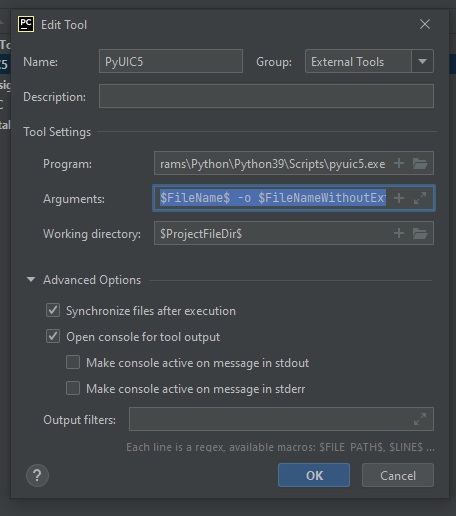 PC Edit Tool
Name: PyUIC5 Group: External Tools
Description:
Tool Settings
Program: rams\Python\Python39\Scripts\pyuic5.exe
Arguments: $FileName$ -o $FileNameWithoutExt
Working directory: $ProjectFileDir$
Advanced Options
Synchronize files after execution
Open console for tool output
Make console active on message in stdout
Make console active on message in stderr
Output filters:
Each line is a regex, available macros: $FILE_PATH$, $LINE$ ...
? OK Cancel